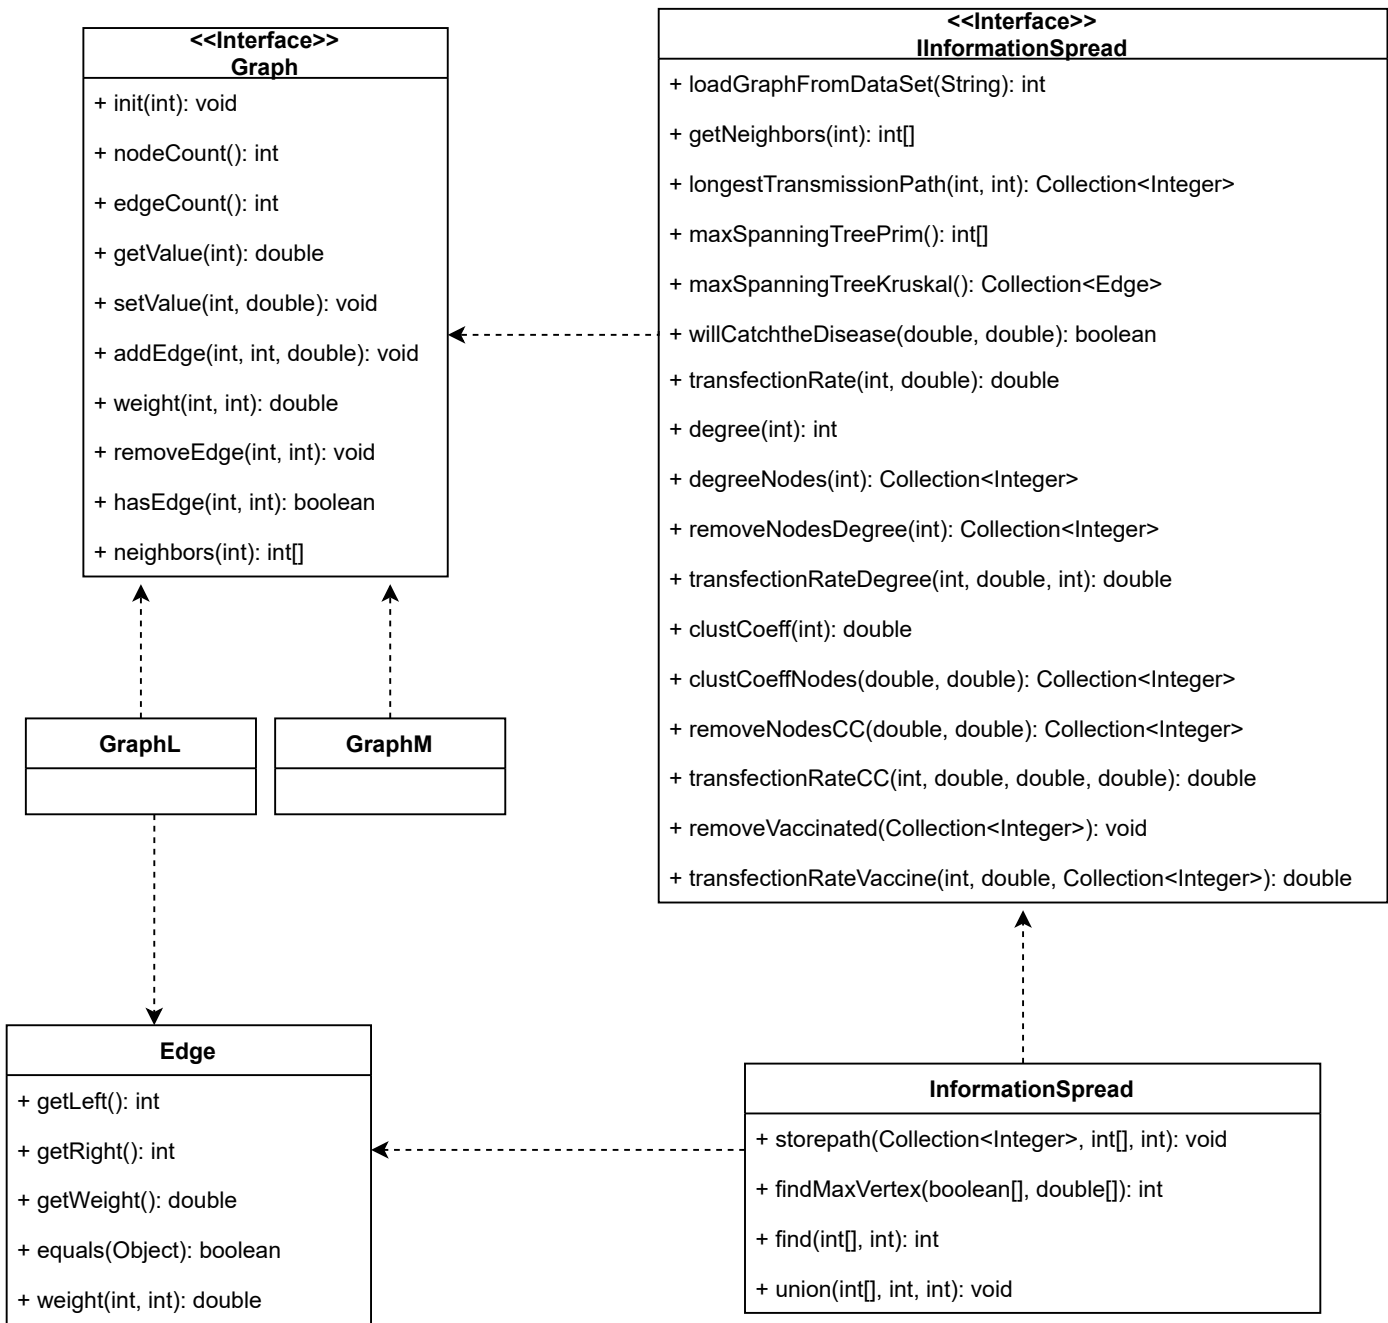 <<Interface>>
Graph
+ init(int): void
+ nodeCount(): int
+ edgeCount(): int
+ getValue(int): double
+ setValue(int, double): void
+ addEdge(int, int, double): void
+ weight(int, int): double
+ removeEdge(int, int): void
+ hasEdge(int, int): boolean
+ neighbors(int): int[]
<<Interface>>
IInformationSpread
+ loadGraphFromDataSet(String): int
+ getNeighbors(int): int[]
+ longestTransmissionPath(int, int): Collection<Integer>
+ maxSpanningTreePrim(): int[]
+ maxSpanningTreeKruskal(): Collection<Edge>
+ willCatchtheDisease(double, double): boolean
+ transfectionRate(int, double): double
+ degree(int): int
+ degreeNodes(int): Collection<Integer>
+ removeNodesDegree(int): Collection<Integer>
+ transfectionRateDegree(int, double, int): double
+ clustCoeff(int): double
+ clustCoeffNodes(double, double): Collection<Integer>
+ removeNodesCC(double, double): Collection<Integer>
+ transfectionRateCC(int, double, double, double): double
+ removeVaccinated(Collection<Integer>): void
+ transfectionRateVaccine(int, double, Collection<Integer>): double
GraphL
GraphM
Edge
+ getLeft(): int
+ getRight(): int
+ getWeight(): double
+ equals(Object): boolean
+ weight(int, int): double
InformationSpread
+ storepath(Collection<Integer>, int[], int): void
+ findMaxVertex(boolean[], double[]): int
+ find(int[], int): int
+ union(int[], int, int): void